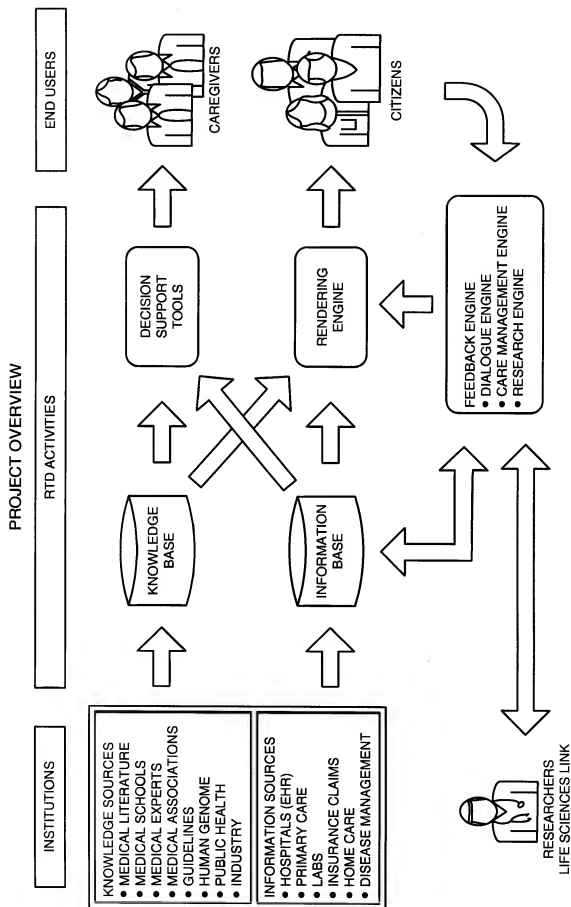 PROJECT OVERVIEW
INSTITUTIONS
RTD ACTIVITIES
END USERS
KNOWLEDGE SOURCES
• MEDICAL LITERATURE
• MEDICAL SCHOOLS
• MEDICAL EXPERTS
• MEDICAL ASSOCIATIONS
• GUIDELINES
• HUMAN GENOME
• PUBLIC HEALTH
• INDUSTRY
KNOWLEDGE
BASE
DECISION
SUPPORT
TOOLS
CAREGIVERS
INFORMATION SOURCES
• HOSPITALS (EHR)
• PRIMARY CARE
• LABS
• INSURANCE CLAIMS
• HOME CARE
• DISEASE MANAGEMENT
INFORMATION
BASE
RENDERING
ENGINE
CITIZENS
FEEDBACK ENGINE
• DIALOGUE ENGINE
• CARE MANAGEMENT ENGINE
• RESEARCH ENGINE
RESEARCHERS
LIFE SCIENCES LINK